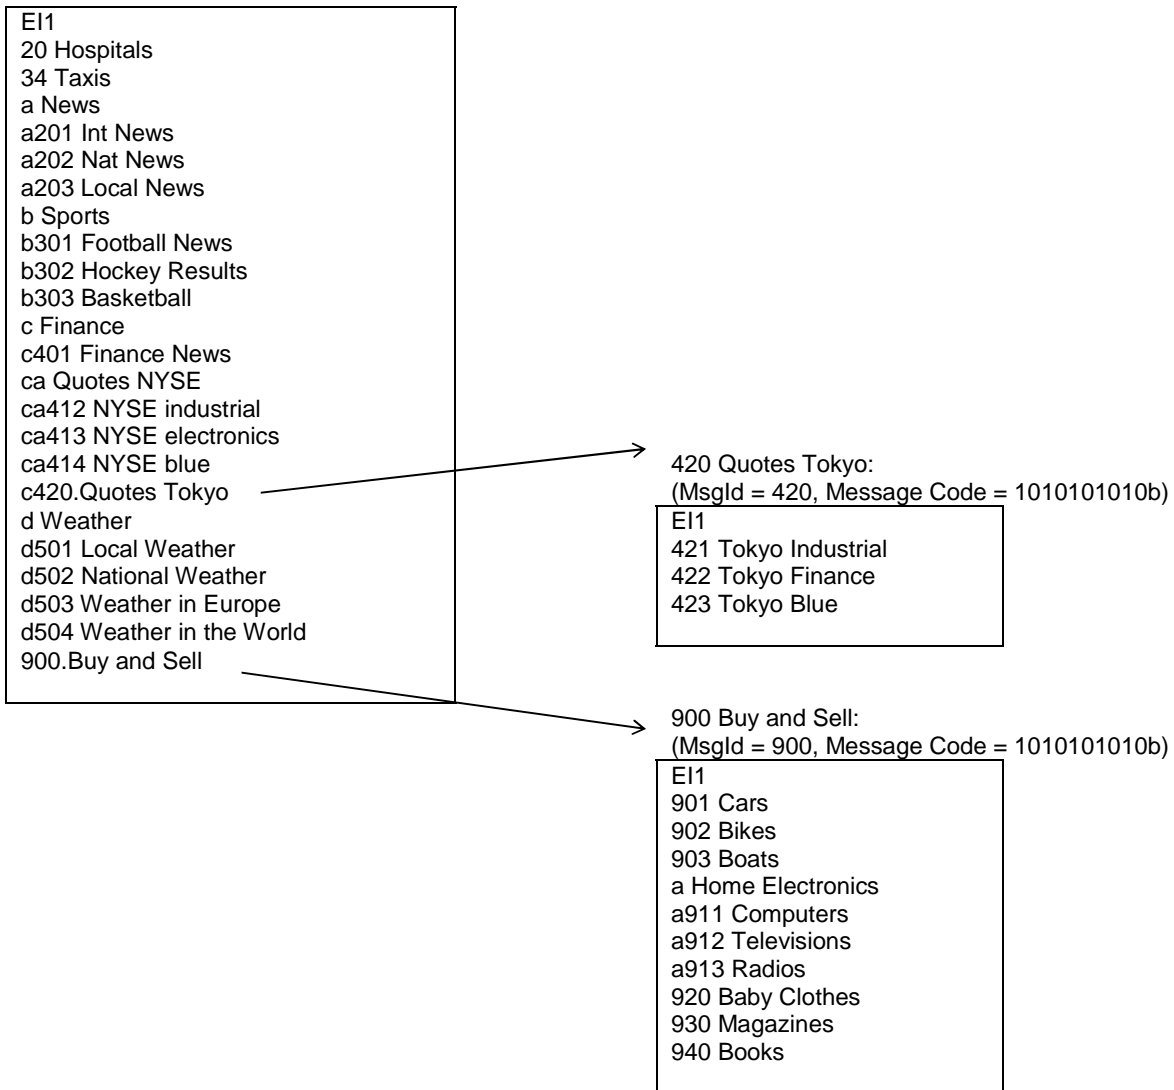 EI1
20 Hospitals
34 Taxis
a News
a201 Int News
a202 Nat News
a203 Local News
b Sports
b301 Football News
b302 Hockey Results
b303 Basketball
c Finance
c401 Finance News
ca Quotes NYSE
ca412 NYSE industrial
ca413 NYSE electronics
ca414 NYSE blue
c420.Quotes Tokyo
d Weather
d501 Local Weather
d502 National Weather
d503 Weather in Europe
d504 Weather in the World
900.Buy and Sell
420 Quotes Tokyo:
(MsgId = 420, Message Code = 1010101010b)
EI1
421 Tokyo Industrial
422 Tokyo Finance
423 Tokyo Blue
900 Buy and Sell:
(MsgId = 900, Message Code = 1010101010b)
EI1
901 Cars
902 Bikes
903 Boats
a Home Electronics
a911 Computers
a912 Televisions
a913 Radios
920 Baby Clothes
930 Magazines
940 Books